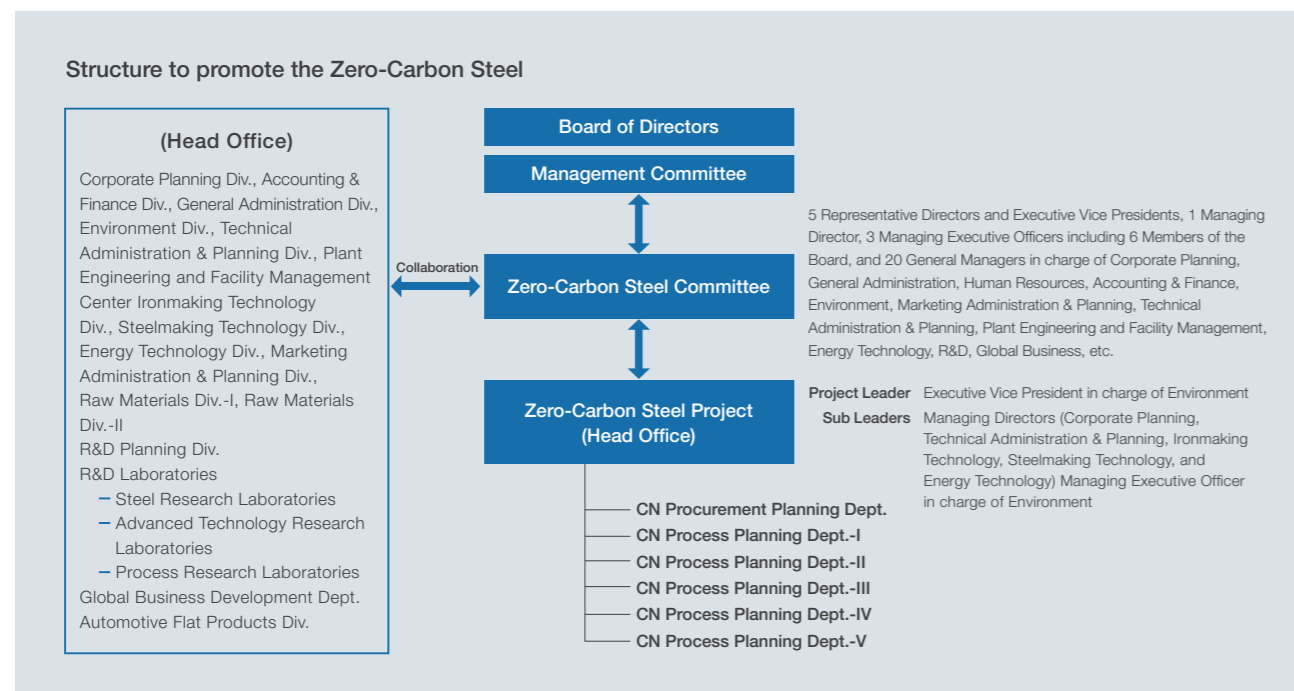 Structure to promote the Zero-Carbon Steel
(Head Office)
Corporate Planning Div., Accounting &
Finance Div., General Administration Div.,
Environment Div., Technical
Administration & Planning Div., Plant
Engineering and Facility Management
Center Ironmaking Technology
Div., Steelmaking Technology Div.,
Energy Technology Div., Marketing
Administration & Planning Div.,
Raw Materials Div.-I, Raw Materials
Div.-II
R&D Planning Div.
R&D Laboratories
– Steel Research Laboratories
– Advanced Technology Research
Laboratories
– Process Research Laboratories
Global Business Development Dept.
Automotive Flat Products Div.
Collaboration
Board of Directors
Management Committee
Zero-Carbon Steel Committee
5 Representative Directors and Executive Vice Presidents, 1 Managing
Director, 3 Managing Executive Officers including 6 Members of the
Board, and 20 General Managers in charge of Corporate Planning,
General Administration, Human Resources, Accounting & Finance,
Environment, Marketing Administration & Planning, Technical
Administration & Planning, Plant Engineering and Facility Management,
Energy Technology, R&D, Global Business, etc.
Zero-Carbon Steel Project
(Head Office)
Project Leader Executive Vice President in charge of Environment
Sub Leaders Managing Directors (Corporate Planning,
Technical Administration & Planning, Ironmaking
Technology, Steelmaking Technology, and
Energy Technology) Managing Executive Officer
in charge of Environment
CN Procurement Planning Dept.
CN Process Planning Dept.-I
CN Process Planning Dept.-II
CN Process Planning Dept.-III
CN Process Planning Dept.-IV
CN Process Planning Dept.-V